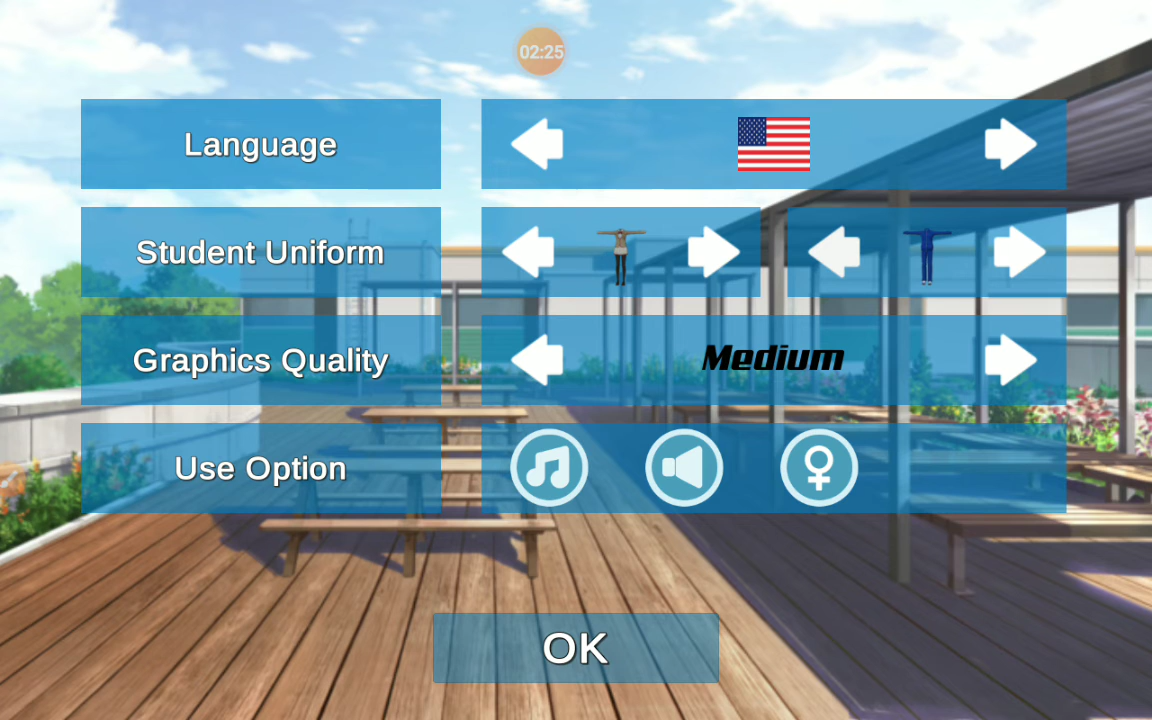 02:25
Language
Student Uniform
Graphics Quality
Medium
Use Option
OK